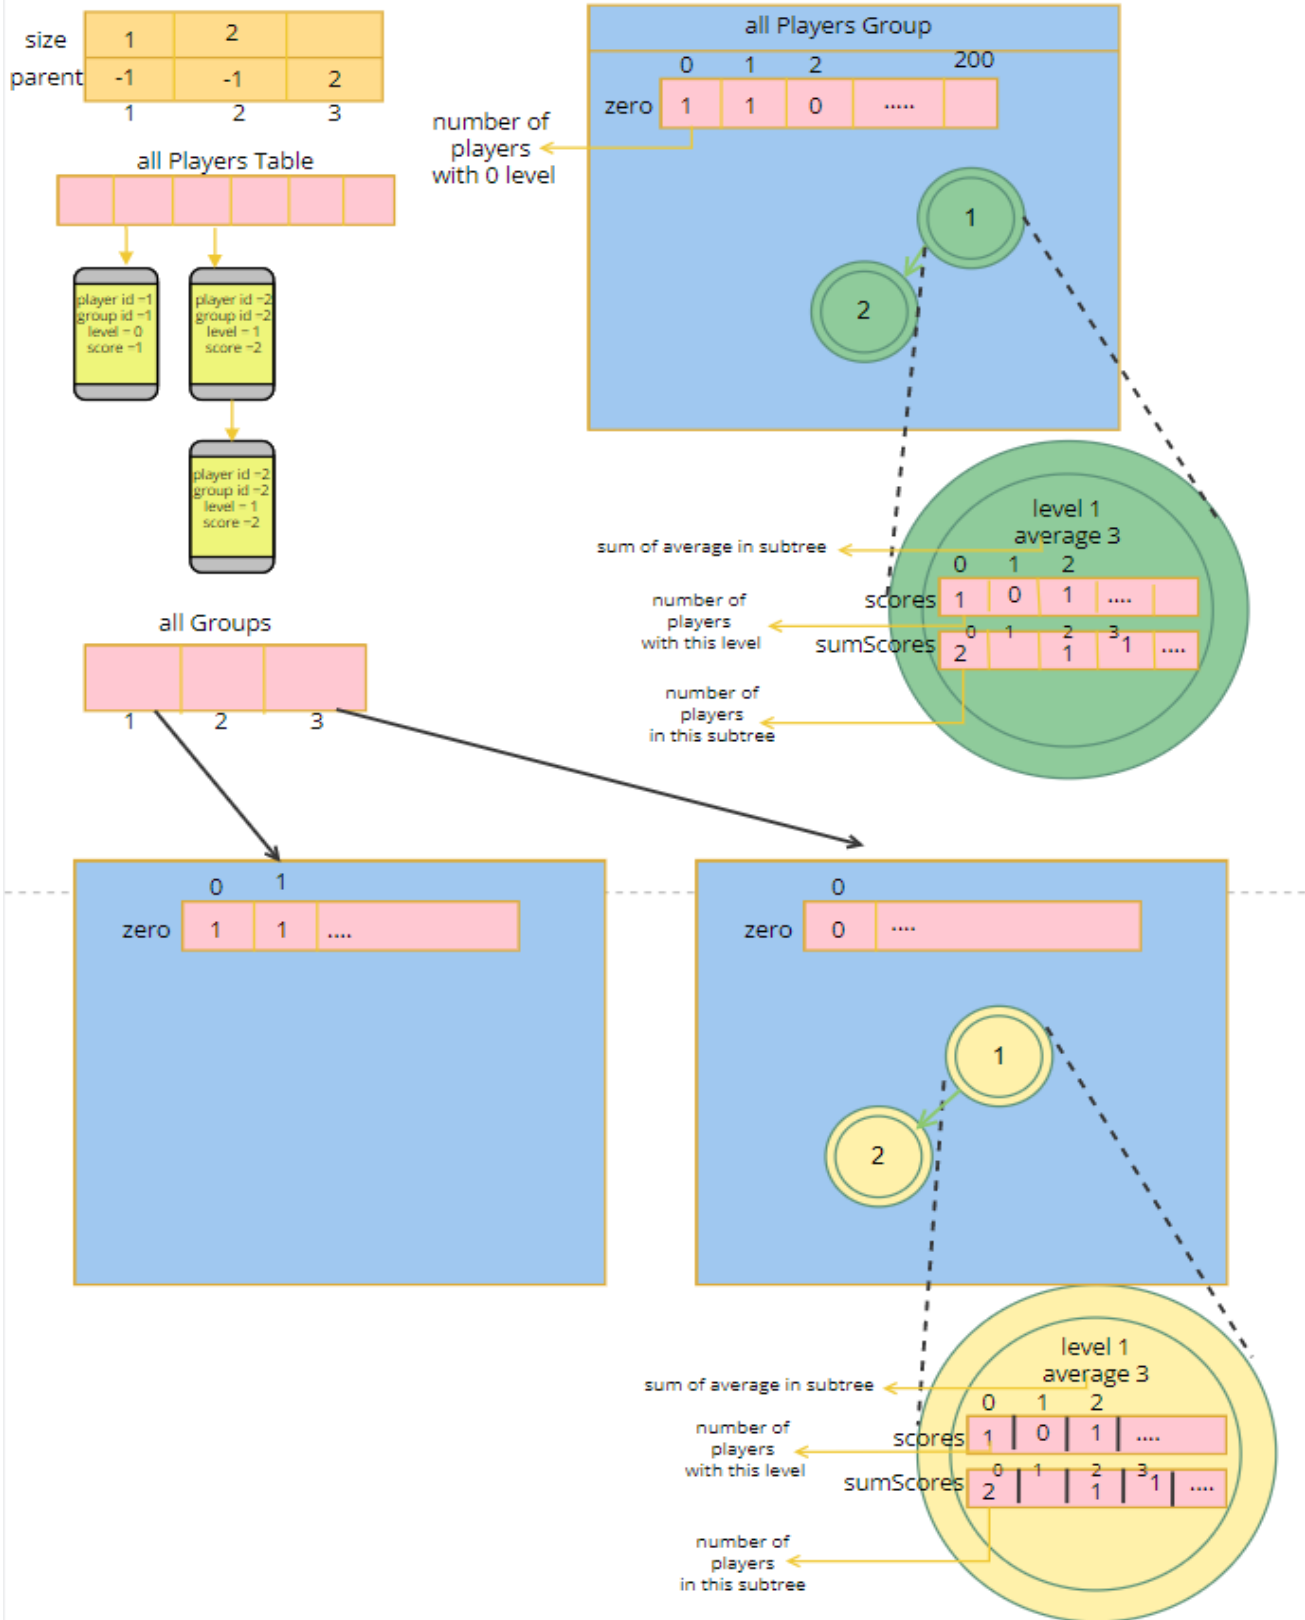 size 1 2
parent -1 -1 2
1 2 3
all Players Table
player id =1
group id =1
level = 0
score =1
player id =2
group id =2
level = 1
score =2
player id =2
group id =2
level = 1
score =2
all Players Group
0 1 2 200
zero 1 1 0 .....
number of
players
with 0 level
1
2
level 1
average 3
sum of average in subtree
0 1 2
scores 1 0 1 ....
number of
players
with this level
0 1 2 3
sumScores 2 1 1 ....
number of
players
in this subtree
all Groups
1 2 3
0 1
zero 1 1 ....
0
zero 0 ....
1
2
level 1
average 3
sum of average in subtree
0 1 2
scores 1 0 1 ....
number of
players
with this level
0 1 2 3
sumScores 2 1 1 ....
number of
players
in this subtree